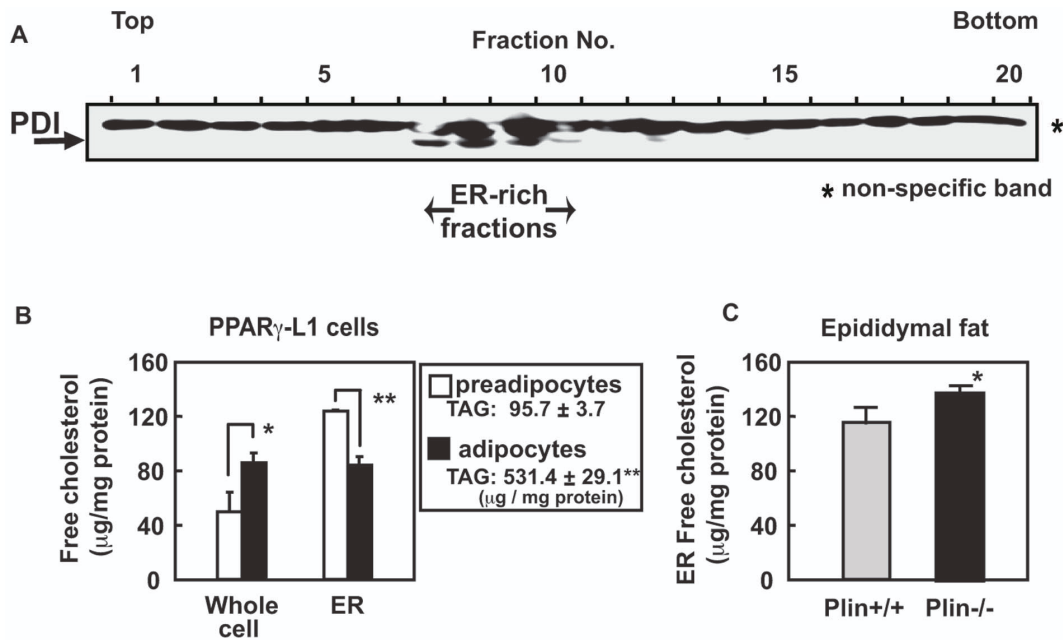 A
Top
Bottom
Fraction No.
1 5 10 15 20
PDI
*
ER-rich
fractions
* non-specific band
B
PPARγ-L1 cells
Free cholesterol
(μg/mg protein)
160
120
80
40
0
*
**
Whole
cell
ER
preadipocytes
TAG: 95.7 ± 3.7
adipocytes
TAG: 531.4 ± 29.1**
(μg / mg protein)
C
Epididymal fat
ER Free cholesterol
(μg/mg protein)
160
120
80
40
0
*
Plin+/+ Plin-/-